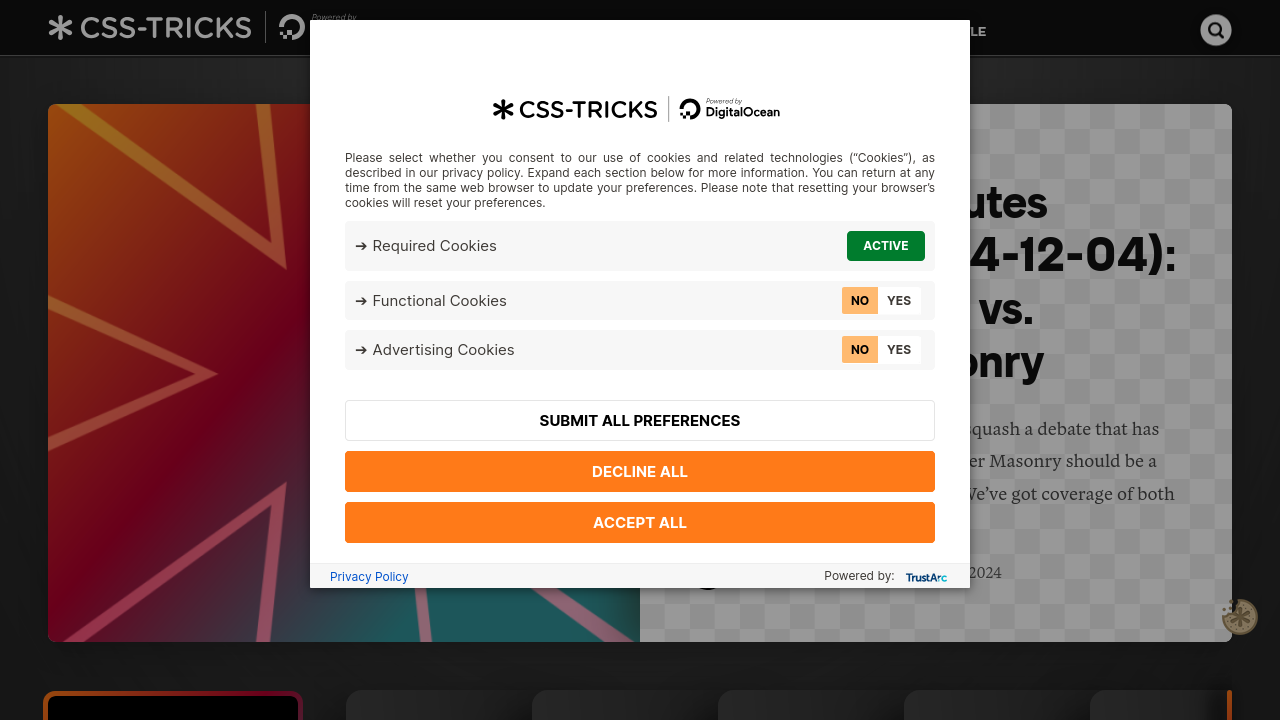 CSS-TRICKS
Powered by
LE
CSS-TRICKS
Powered by
DigitalOcean
Please select whether you consent to our use of cookies and related technologies (“Cookies”), as
described in our privacy policy. Expand each section below for more information. You can return at any
time from the same web browser to update your preferences. Please note that resetting your browser’s
cookies will reset your preferences.
➔ Required Cookies
ACTIVE
➔ Functional Cookies
NO YES
➔ Advertising Cookies
NO YES
SUBMIT ALL PREFERENCES
DECLINE ALL
ACCEPT ALL
Privacy Policy
Powered by: TrustArc
utes
4-12-04):
vs.
onry
squash a debate that has
er Masonry should be a
We’ve got coverage of both
2024